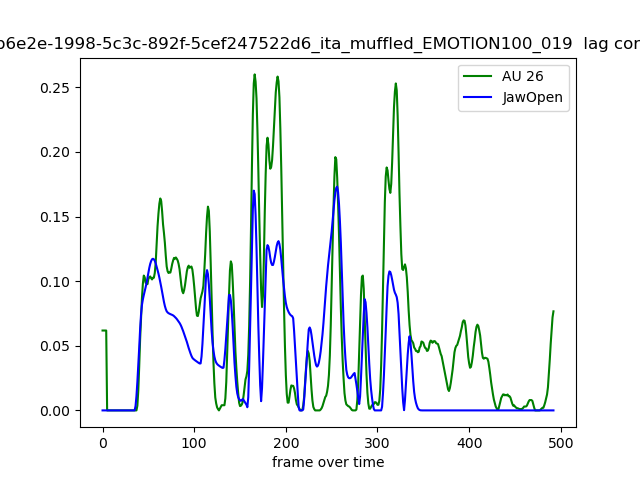 b6e2e-1998-5c3c-892f-5cef247522d6_ita_muffled_EMOTION100_019 lag cor
AU 26
JawOpen
0.25
0.20
0.15
0.10
0.05
0.00
0 100 200 300 400 500
frame over time